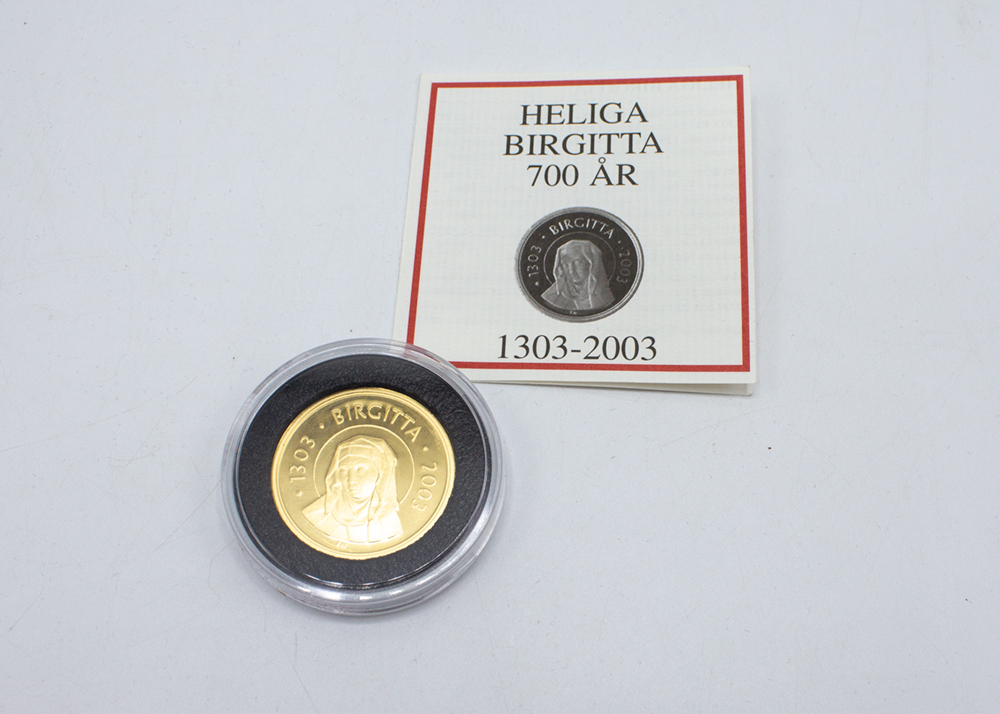 HELIGA
BIRGITTA
700 ÅR
1303 · BIRGITTA · 2003
1303-2003
· 1303 · BIRGITTA · 2003